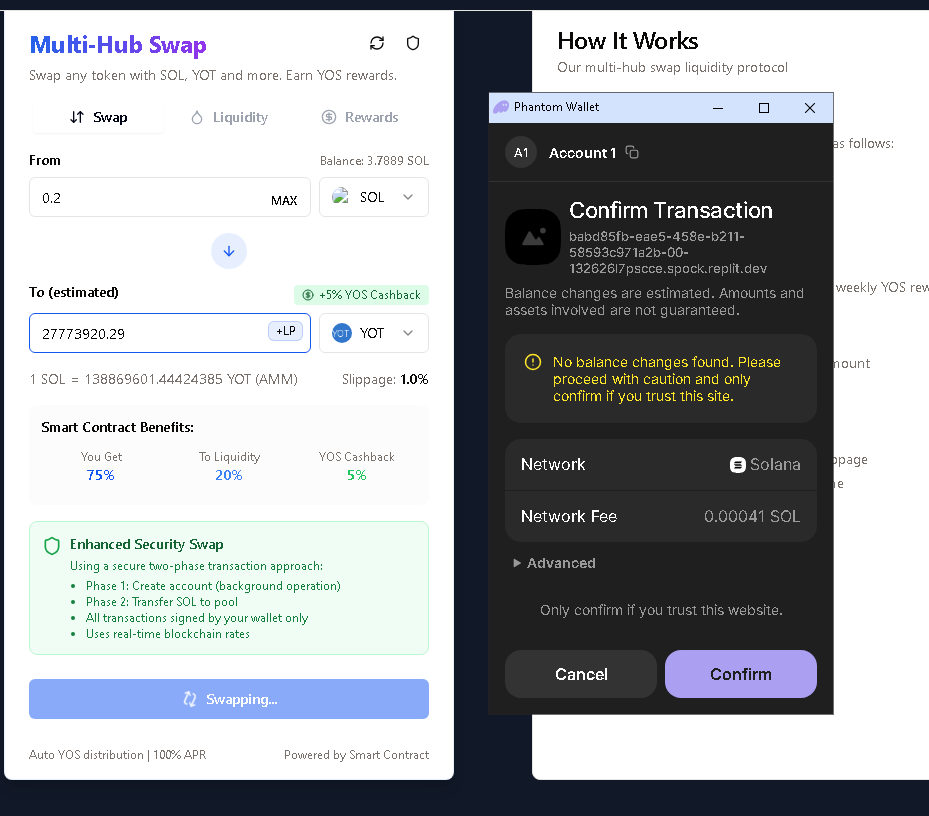 Multi-Hub Swap
Swap any token with SOL, YOT and more. Earn YOS rewards.
Swap
Liquidity
Rewards
From
Balance: 3.7889 SOL
0.2
MAX
SOL
To (estimated)
+5% YOS Cashback
27773920.29
+LP
YOT
YOT
1 SOL = 138869601.44424385 YOT (AMM)
Slippage: 1.0%
Smart Contract Benefits:
You Get
To Liquidity
YOS Cashback
75%
20%
5%
Enhanced Security Swap
Using a secure two-phase transaction approach:
• Phase 1: Create account (background operation)
• Phase 2: Transfer SOL to pool
• All transactions signed by your wallet only
• Uses real-time blockchain rates
Swapping...
Auto YOS distribution | 100% APR
Powered by Smart Contract
How It Works
Our multi-hub swap liquidity protocol
as follows:
weekly YOS rew
Phantom Wallet
A1
Account 1
Confirm Transaction
babd85fb-eae5-458e-b211-
58593c971a2b-00-
132626l7pscce.spock.replit.dev
Balance changes are estimated. Amounts and
assets involved are not guaranteed.
No balance changes found. Please
proceed with caution and only
confirm if you trust this site.
Network
Solana
Network Fee
0.00041 SOL
Advanced
Only confirm if you trust this website.
Cancel
Confirm